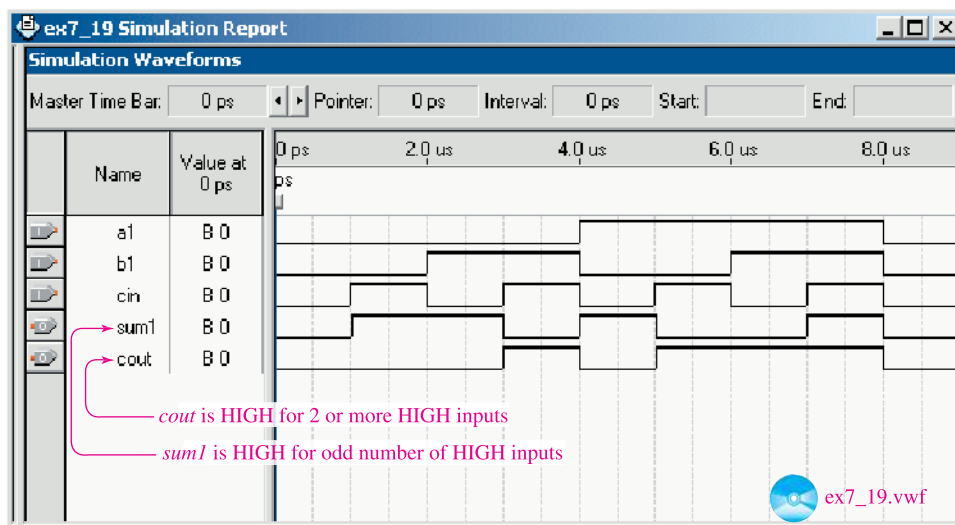 ex7_19 Simulation Report
Simulation Waveforms
Master Time Bar: 0 ps Pointer: 0 ps Interval: 0 ps Start: End:
Name
Value at
0 ps
0 ps 2.0 us 4.0 us 6.0 us 8.0 us
ps
a1 B 0
b1 B 0
cin B 0
sum1 B 0
cout B 0
cout is HIGH for 2 or more HIGH inputs
sum1 is HIGH for odd number of HIGH inputs
ex7_19.vwf